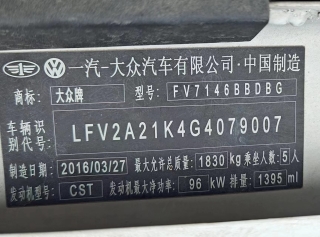 一汽-大众汽车有限公司·中国制造
商标: 大众牌 型号: FV7146BBDBG
车辆识别代号: LFV2A21K4G4079007
制造日期: 2016/03/27 最大允许总质量: 1830 kg 乘坐人数: 5人
发动机型号: CST 发动机最大净功率: 96 kW 排量: 1395 ml